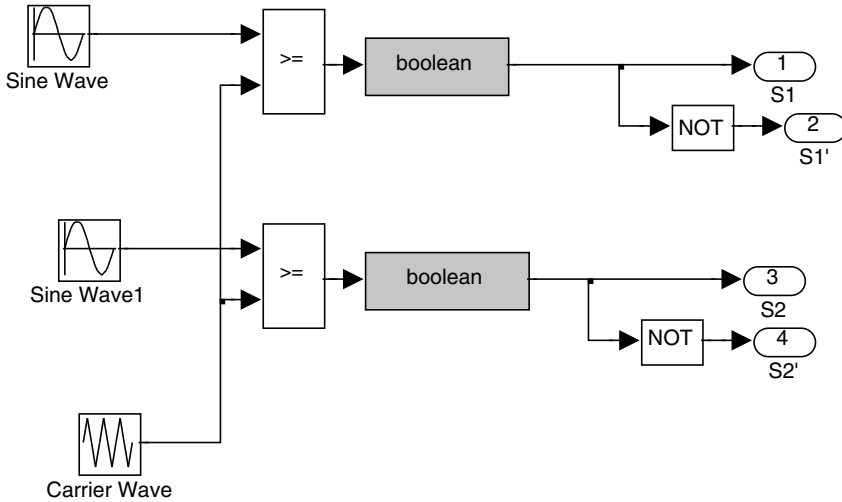 Sine Wave
>=
boolean
1
S1
NOT
2
S1'
Sine Wave1
>=
boolean
3
S2
NOT
4
S2'
Carrier Wave